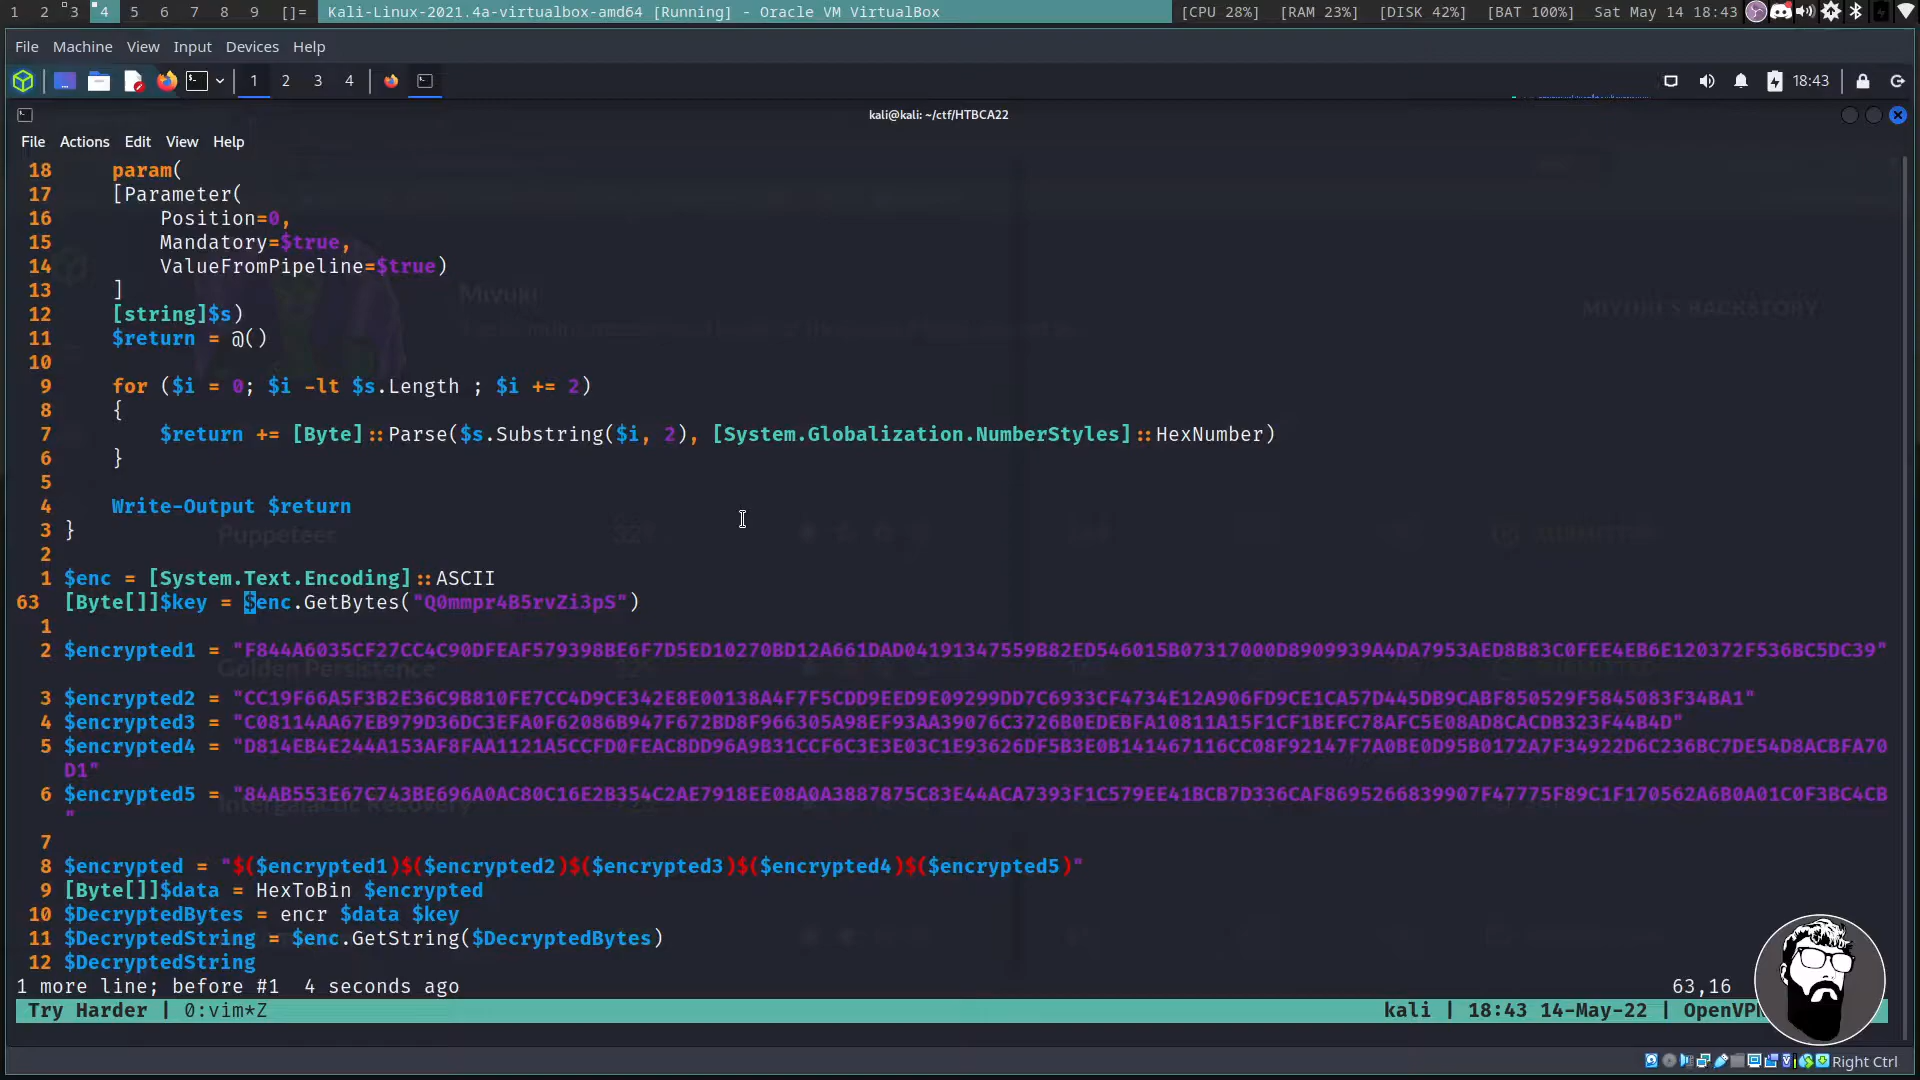 1 2 3 4 5 6 7 8 9 []= Kali-Linux-2021.4a-virtualbox-amd64 [Running] - Oracle VM VirtualBox [CPU 28%] [RAM 23%] [DISK 42%] [BAT 100%] Sat May 14 18:43
File Machine View Input Devices Help
1 2 3 4 18:43
kali@kali: ~/ctf/HTBCA22
File Actions Edit View Help
18 param(
17 [Parameter(
16 Position=0,
15 Mandatory=$true,
14 ValueFromPipeline=$true)
13 ]
12 [string]$s)
11 $return = @()
10
9 for ($i = 0; $i -lt $s.Length ; $i += 2)
8 {
7 $return += [Byte]::Parse($s.Substring($i, 2), [System.Globalization.NumberStyles]::HexNumber)
6 }
5
4 Write-Output $return
3 }
2
1 $enc = [System.Text.Encoding]::ASCII
63 [Byte[]]$key = $enc.GetBytes("Q0mmpr4B5rvZi3pS")
1
2 $encrypted1 = "F844A6035CF27CC4C90DFEAF579398BE6F7D5ED10270BD12A661DAD04191347559B82ED546015B07317000D8909939A4DA7953AED8B83C0FEE4EB6E120372F536BC5DC39"
3 $encrypted2 = "CC19F66A5F3B2E36C9B810FE7CC4D9CE342E8E00138A4F7F5CDD9EED9E09299DD7C6933CF4734E12A906FD9CE1CA57D445DB9CABF850529F5845083F34BA1"
4 $encrypted3 = "C08114AA67EB979D36DC3EFA0F62086B947F672BD8F966305A98EF93AA39076C3726B0EDEBFA10811A15F1CF1BEFC78AFC5E08AD8CACDB323F44B4D"
5 $encrypted4 = "D814EB4E244A153AF8FAA1121A5CCFD0FEAC8DD96A9B31CCF6C3E3E03C1E93626DF5B3E0B141467116CC08F92147F7A0BE0D95B0172A7F34922D6C236BC7DE54D8ACBFA70
D1"
6 $encrypted5 = "84AB553E67C743BE696A0AC80C16E2B354C2AE7918EE08A0A3887875C83E44ACA7393F1C579EE41BCB7D336CAF8695266839907F47775F89C1F170562A6B0A01C0F3BC4CB
"
7
8 $encrypted = "$($encrypted1)$($encrypted2)$($encrypted3)$($encrypted4)$($encrypted5)"
9 [Byte[]]$data = HexToBin $encrypted
10 $DecryptedBytes = encr $data $key
11 $DecryptedString = $enc.GetString($DecryptedBytes)
12 $DecryptedString
1 more line; before #1 4 seconds ago 63,16
Try Harder | 0:vim*Z kali | 18:43 14-May-22 | OpenVP
Right Ctrl
Miyuki
MIYUKI'S BACKSTORY
Puppeteer
Golden Persistence
Intergalactic Recovery